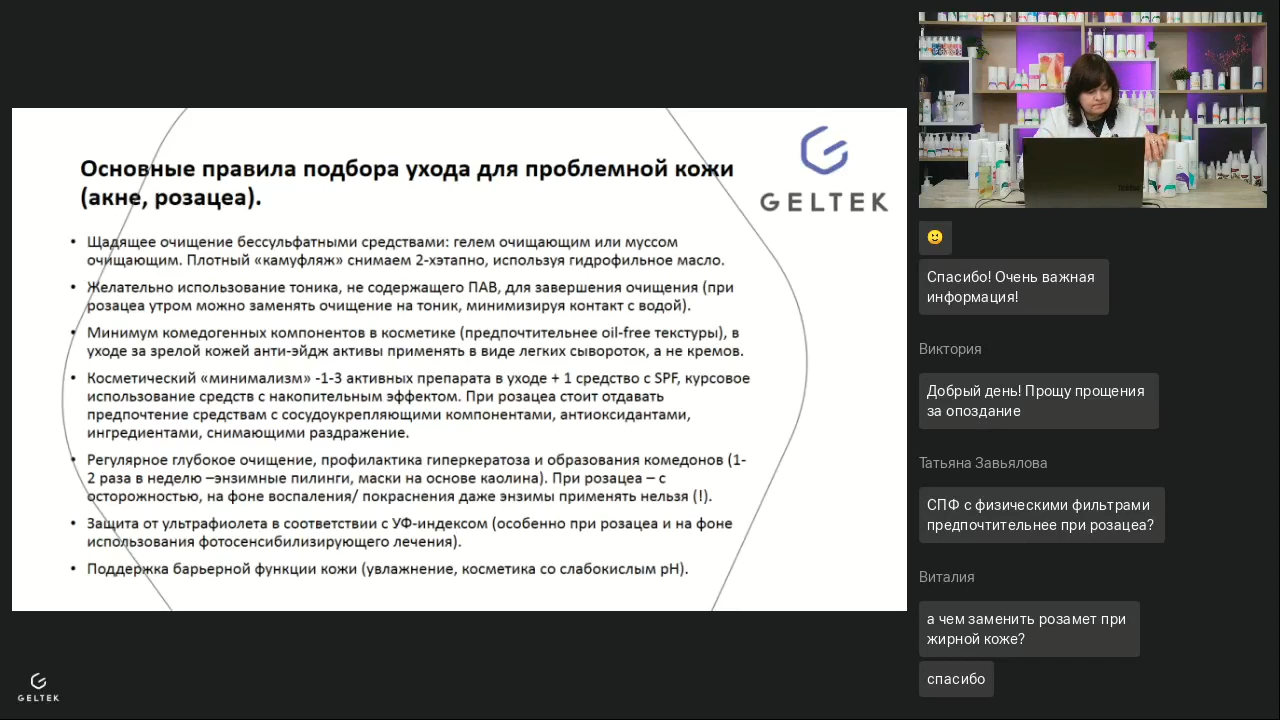 Основные правила подбора ухода для проблемной кожи
(акне, розацеа).
GELTEK
• Щадящее очищение бессульфатными средствами: гелем очищающим или муссом
очищающим. Плотный «камуфляж» снимаем 2-хэтапно, используя гидрофильное масло.
• Желательно использование тоника, не содержащего ПАВ, для завершения очищения (при
розацеа утром можно заменять очищение на тоник, минимизируя контакт с водой).
• Минимум комедогенных компонентов в косметике (предпочтительнее oil-free текстуры), в
уходе за зрелой кожей анти-эйдж активы применять в виде легких сывороток, а не кремов.
• Косметический «минимализм» -1-3 активных препарата в уходе + 1 средство с SPF, курсовое
использование средств с накопительным эффектом. При розацеа стоит отдавать
предпочтение средствам с сосудоукрепляющими компонентами, антиоксидантами,
ингредиентами, снимающими раздражение.
• Регулярное глубокое очищение, профилактика гиперкератоза и образования комедонов (1-
2 раза в неделю –энзимные пилинги, маски на основе каолина). При розацеа – с
осторожностью, на фоне воспаления/ покраснения даже энзимы применять нельзя (!).
• Защита от ультрафиолета в соответствии с УФ-индексом (особенно при розацеа и на фоне
использования фотосенсибилизирующего лечения).
• Поддержка барьерной функции кожи (увлажнение, косметика со слабокислым pH).
GELTEK
Спасибо! Очень важная
информация!
Виктория
Добрый день! Прошу прощения
за опоздание
Татьяна Завьялова
СПФ с физическими фильтрами
предпочтительнее при розацеа?
Виталия
а чем заменить розамет при
жирной коже?
спасибо